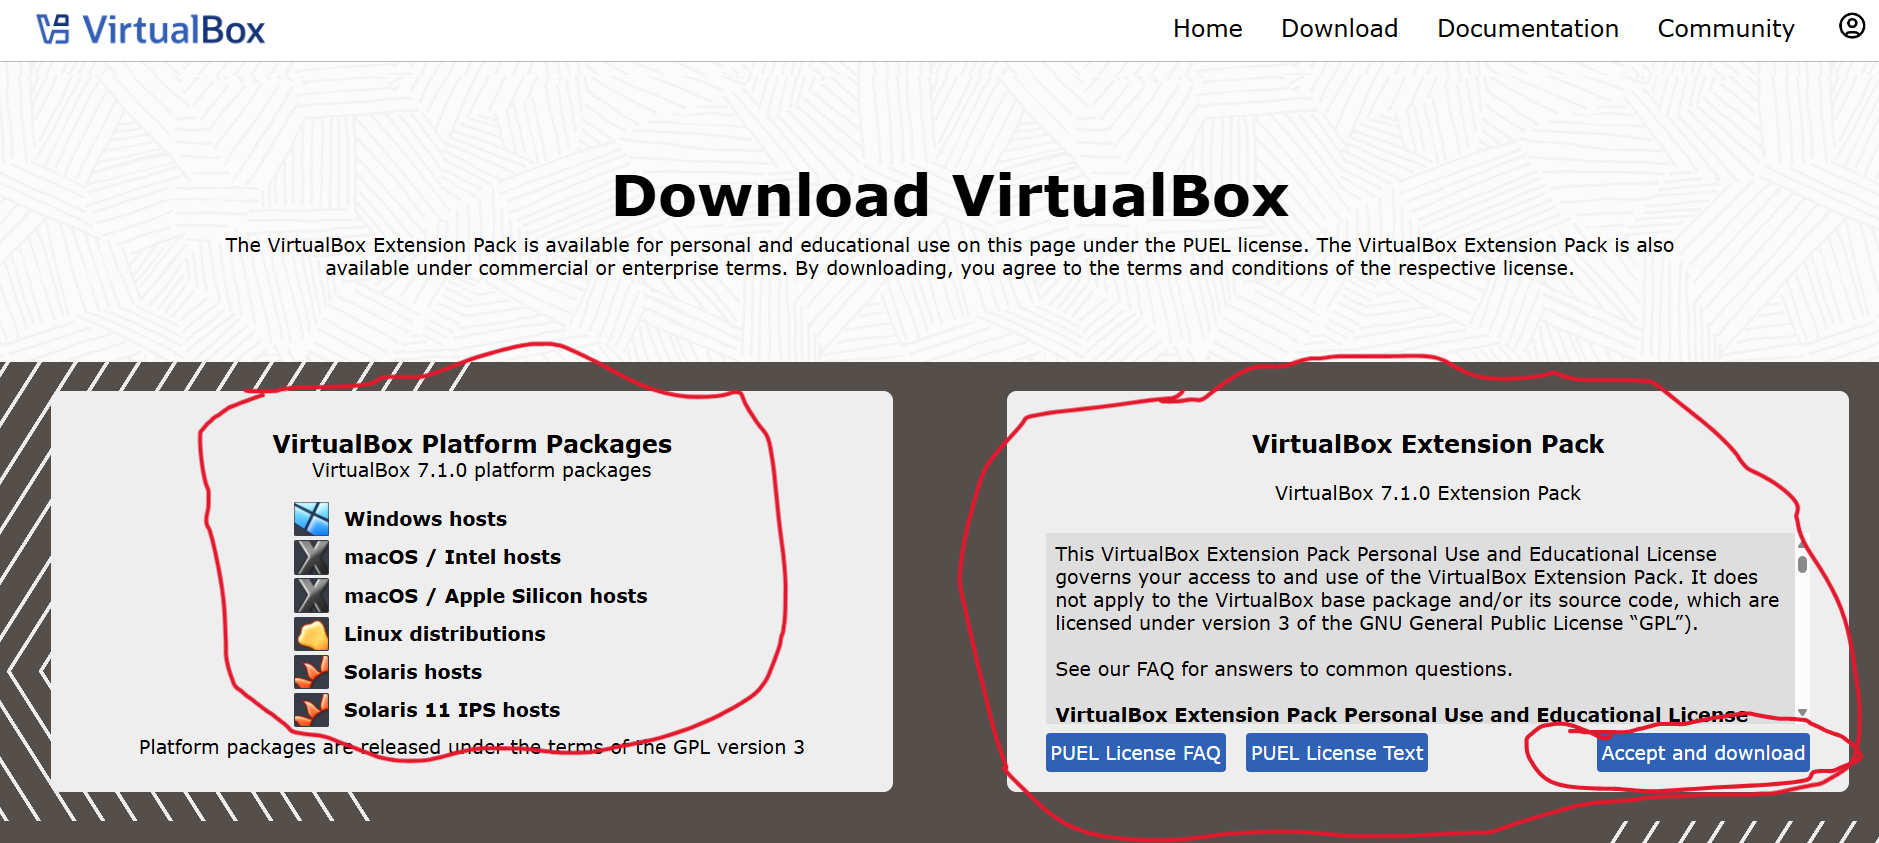 VirtualBox
Home
Download
Documentation
Community
Download VirtualBox
The VirtualBox Extension Pack is available for personal and educational use on this page under the PUEL license. The VirtualBox Extension Pack is also
available under commercial or enterprise terms. By downloading, you agree to the terms and conditions of the respective license.
VirtualBox Platform Packages
VirtualBox 7.1.0 platform packages
Windows hosts
macOS / Intel hosts
macOS / Apple Silicon hosts
Linux distributions
Solaris hosts
Solaris 11 IPS hosts
Platform packages are released under the terms of the GPL version 3
VirtualBox Extension Pack
VirtualBox 7.1.0 Extension Pack
This VirtualBox Extension Pack Personal Use and Educational License
governs your access to and use of the VirtualBox Extension Pack. It does
not apply to the VirtualBox base package and/or its source code, which are
licensed under version 3 of the GNU General Public License “GPL”).
See our FAQ for answers to common questions.
VirtualBox Extension Pack Personal Use and Educational License
PUEL License FAQ
PUEL License Text
Accept and download